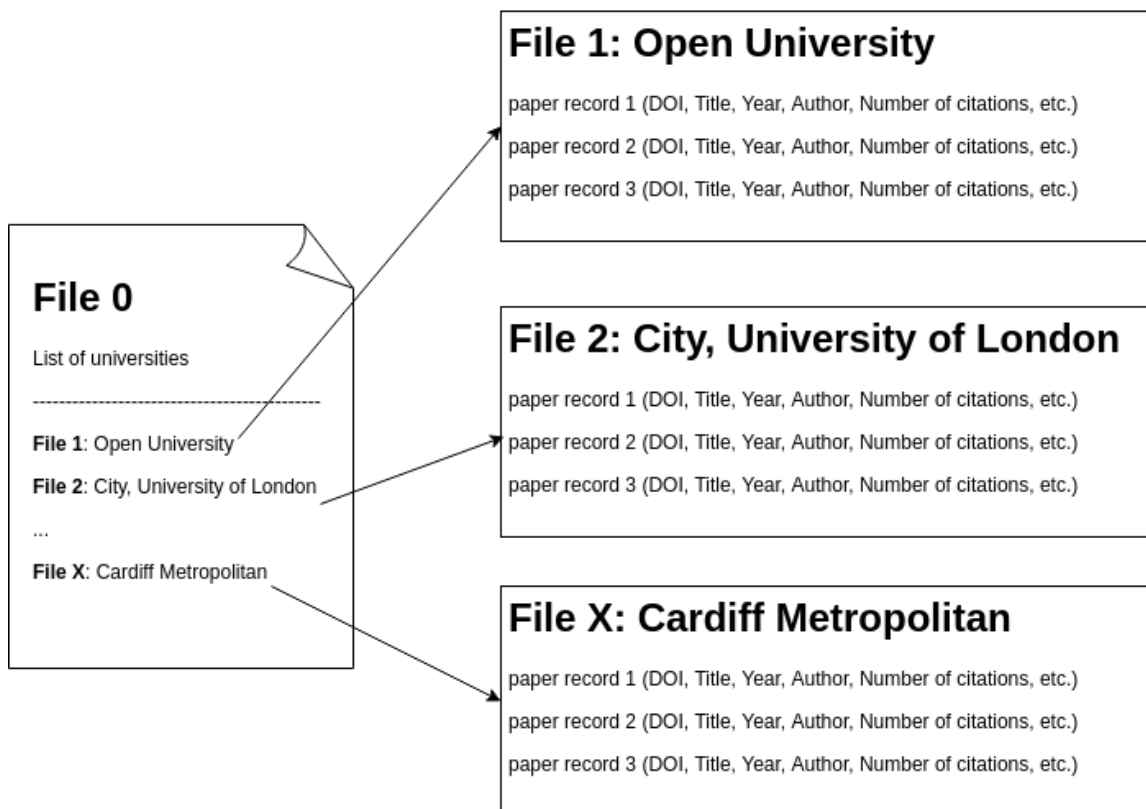 File 0
List of universities
------------------------------------
File 1: Open University
File 2: City, University of London
...
File X: Cardiff Metropolitan
File 1: Open University
paper record 1 (DOI, Title, Year, Author, Number of citations, etc.)
paper record 2 (DOI, Title, Year, Author, Number of citations, etc.)
paper record 3 (DOI, Title, Year, Author, Number of citations, etc.)
File 2: City, University of London
paper record 1 (DOI, Title, Year, Author, Number of citations, etc.)
paper record 2 (DOI, Title, Year, Author, Number of citations, etc.)
paper record 3 (DOI, Title, Year, Author, Number of citations, etc.)
File X: Cardiff Metropolitan
paper record 1 (DOI, Title, Year, Author, Number of citations, etc.)
paper record 2 (DOI, Title, Year, Author, Number of citations, etc.)
paper record 3 (DOI, Title, Year, Author, Number of citations, etc.)